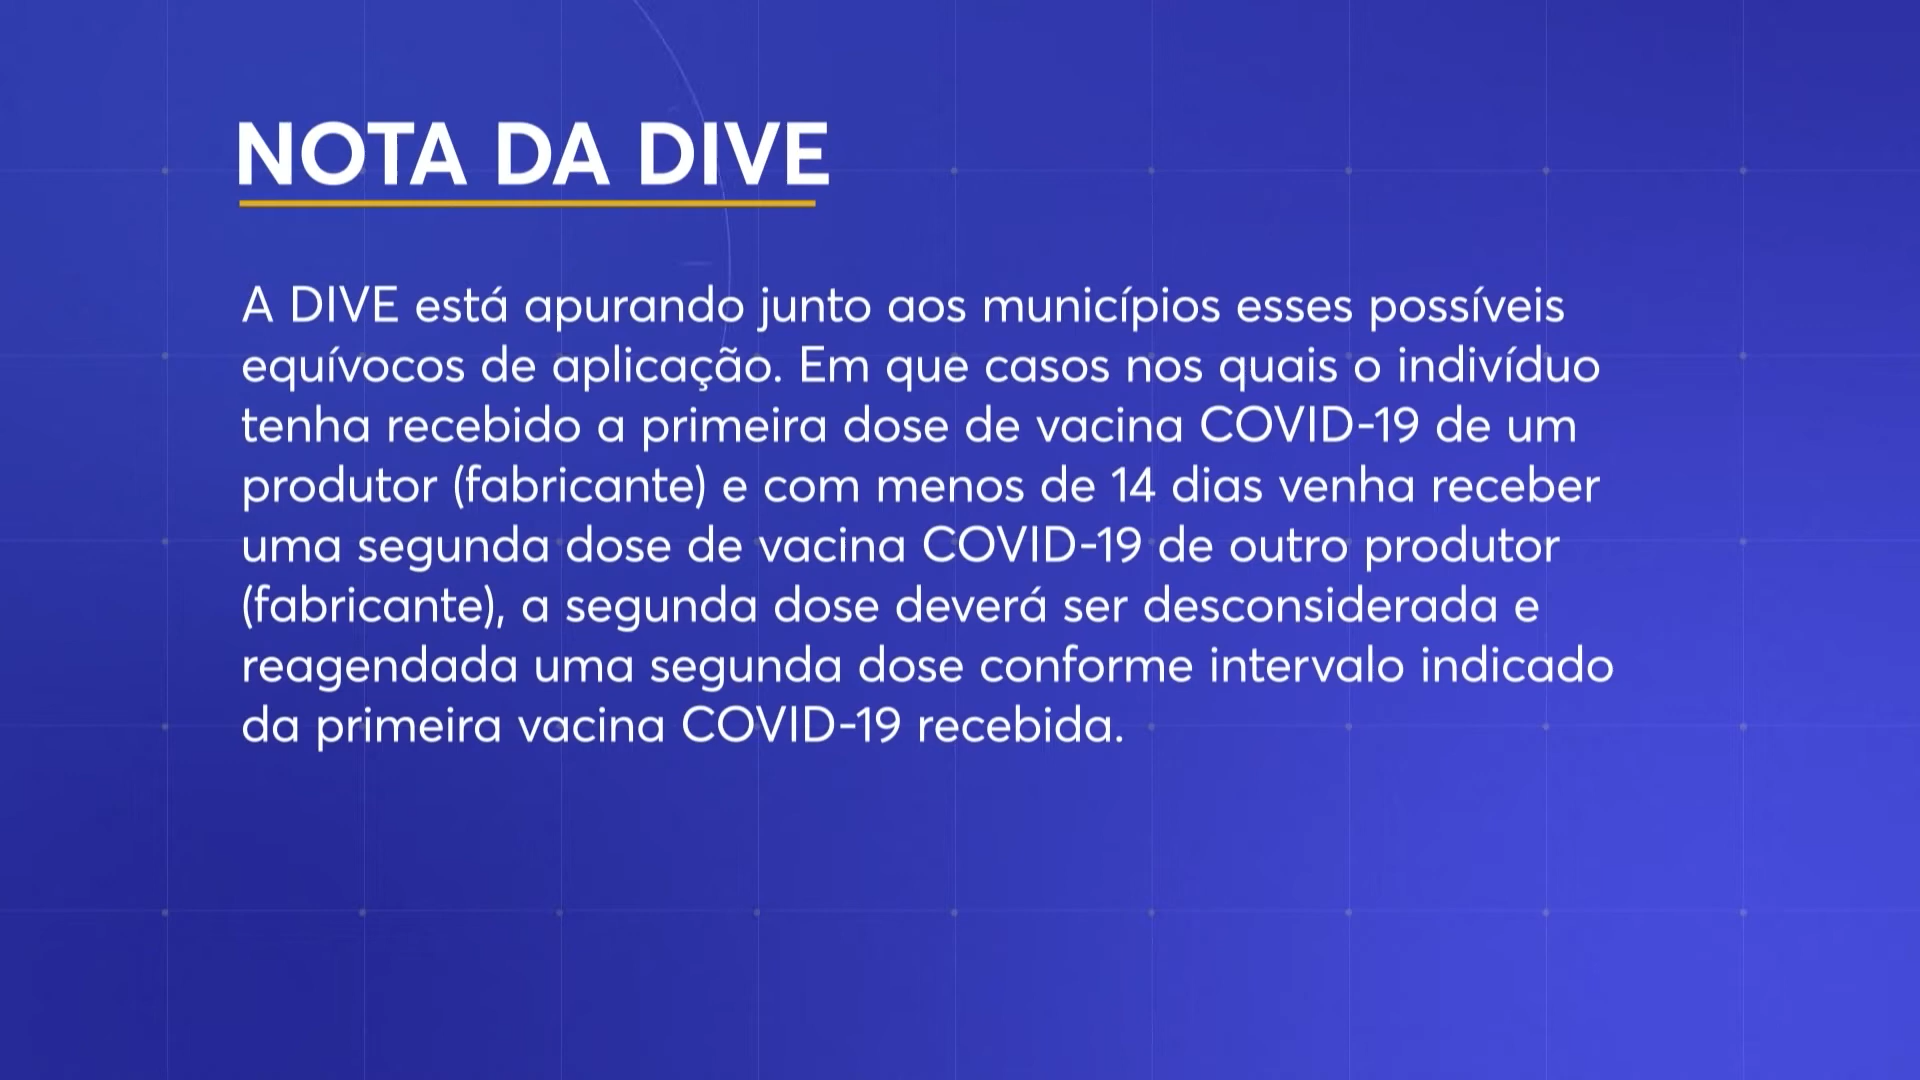 NOTA DA DIVE
A DIVE está apurando junto aos municípios esses possíveis
equívocos de aplicação. Em que casos nos quais o indivíduo
tenha recebido a primeira dose de vacina COVID-19 de um
produtor (fabricante) e com menos de 14 dias venha receber
uma segunda dose de vacina COVID-19 de outro produtor
(fabricante), a segunda dose deverá ser desconsiderada e
reagendada uma segunda dose conforme intervalo indicado
da primeira vacina COVID-19 recebida.